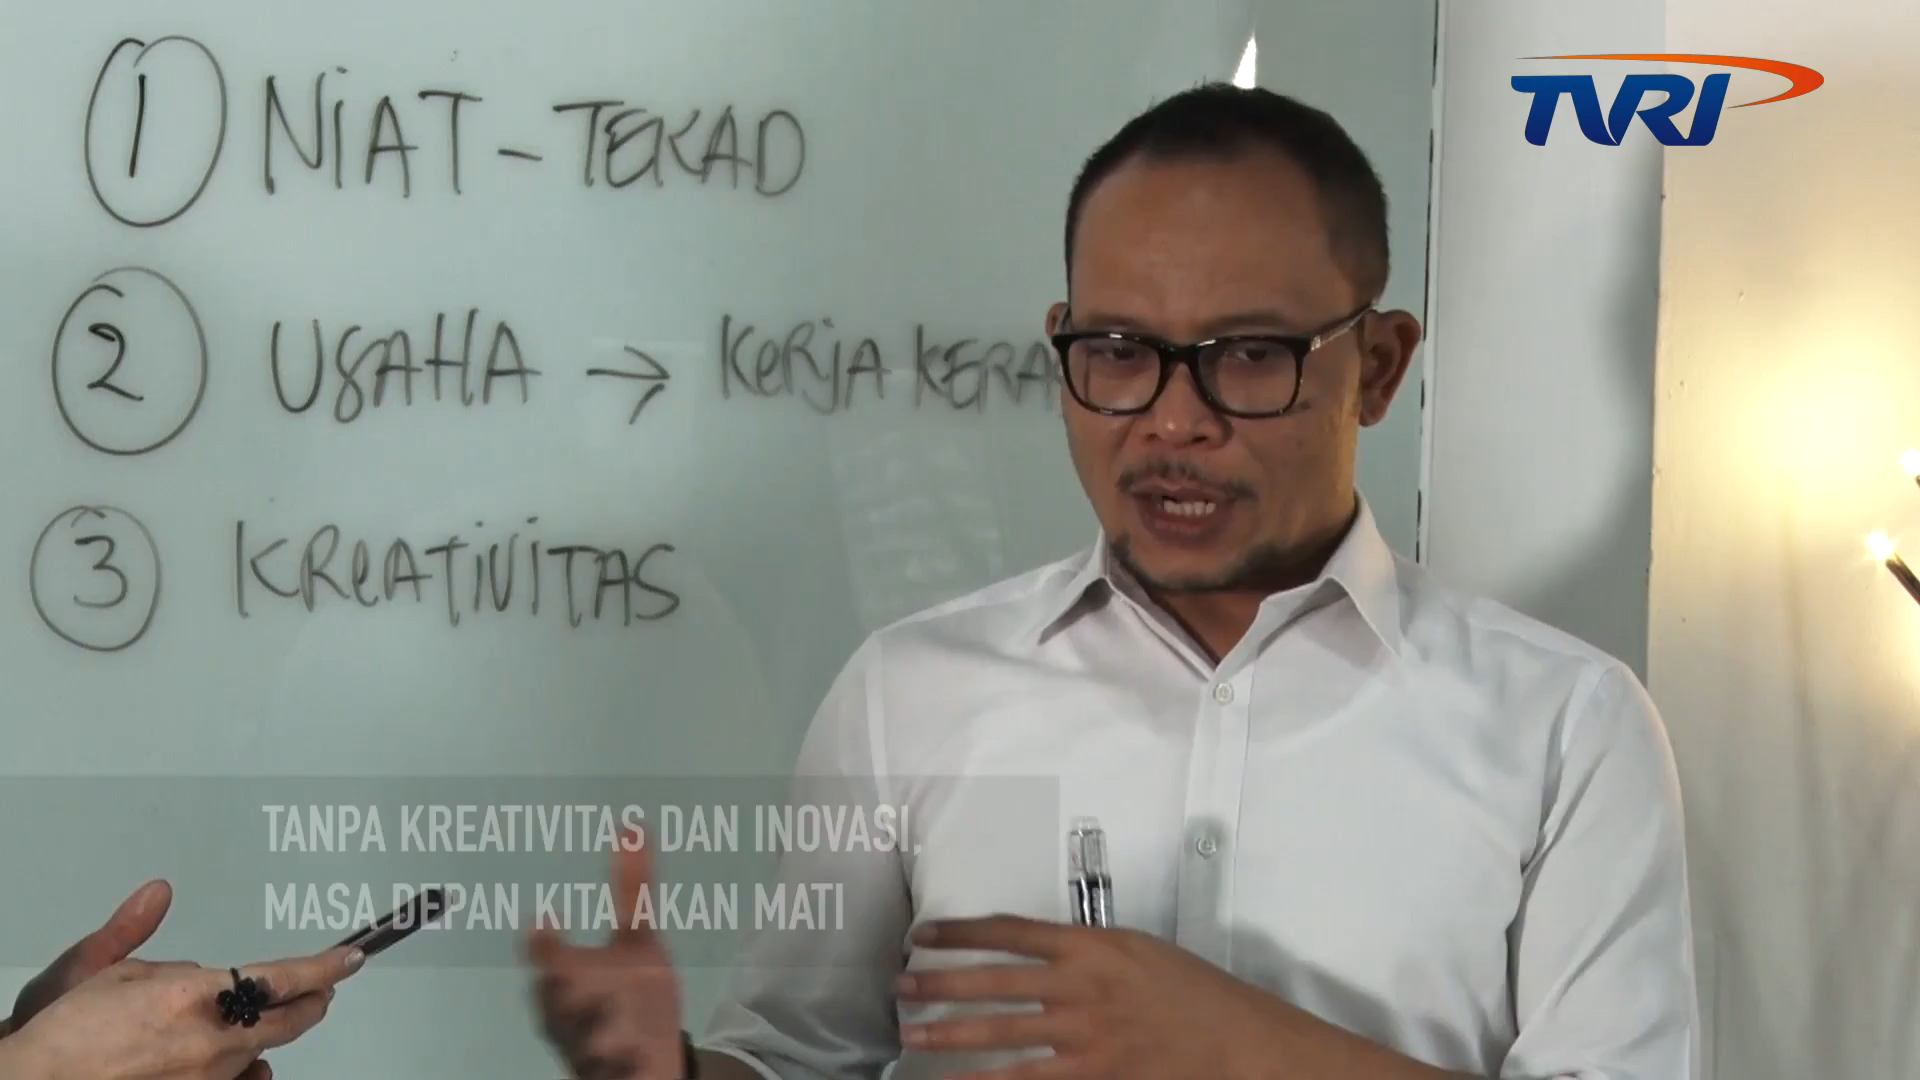 TVRI
1 NIAT - TEKAD
2 USAHA → KERJA KERA
3 KREATIVITAS
TANPA KREATIVITAS DAN INOVASI,
MASA DEPAN KITA AKAN MATI